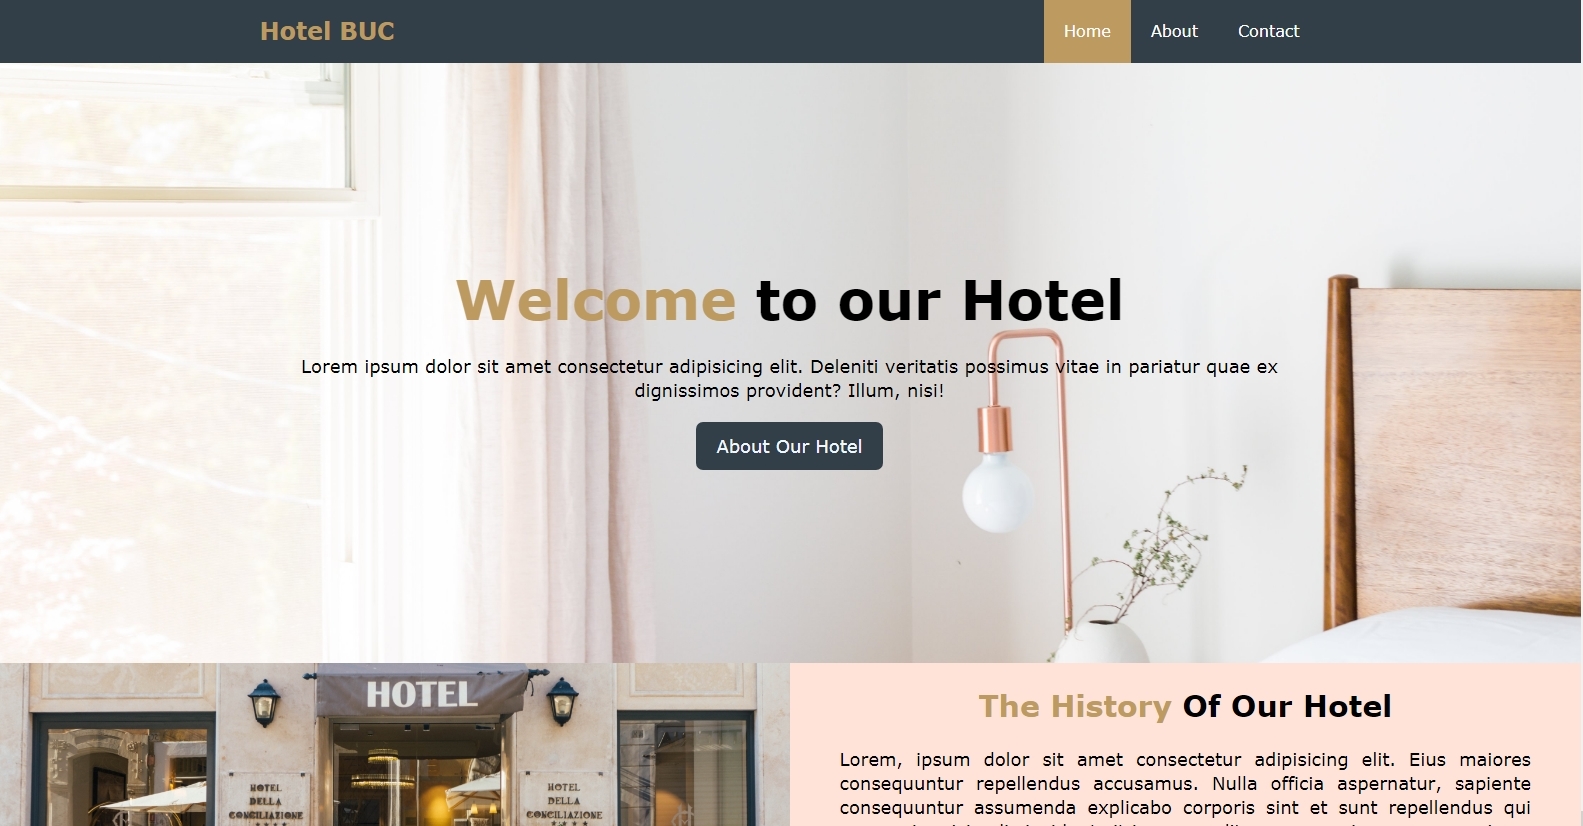 Hotel BUC
Home About Contact
Welcome to our Hotel
Lorem ipsum dolor sit amet consectetur adipisicing elit. Deleniti veritatis possimus vitae in pariatur quae ex
dignissimos provident? Illum, nisi!
About Our Hotel
HOTEL
HOTEL
DELLA
CONCILIAZIONE
HOTEL
DELLA
CONCILIAZIONE
The History Of Our Hotel
Lorem, ipsum dolor sit amet consectetur adipisicing elit. Eius maiores
consequuntur repellendus accusamus. Nulla officia aspernatur, sapiente
consequuntur assumenda explicabo corporis sint et sunt repellendus qui